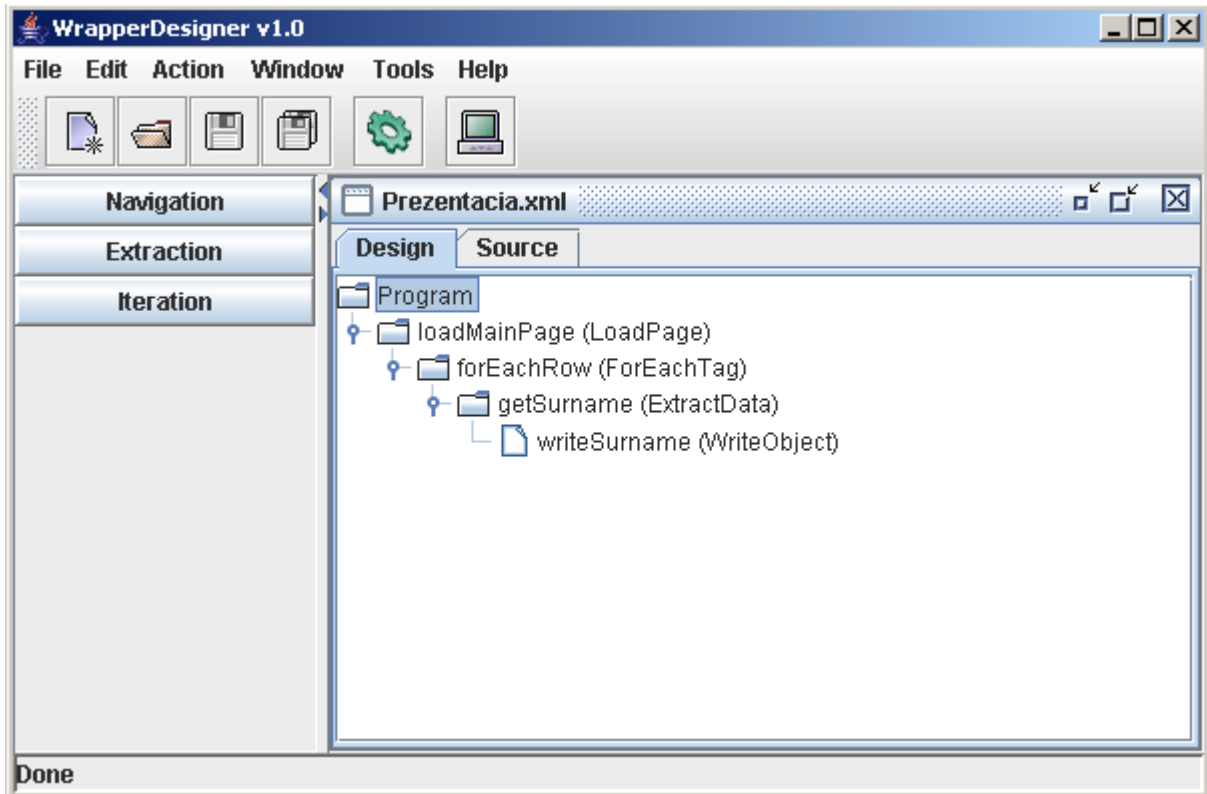 WrapperDesigner v1.0
File Edit Action Window Tools Help
Navigation
Extraction
Iteration
Prezentacia.xml
Design Source
Program
loadMainPage (LoadPage)
forEachRow (ForEachTag)
getSurname (ExtractData)
writeSurname (WriteObject)
Done